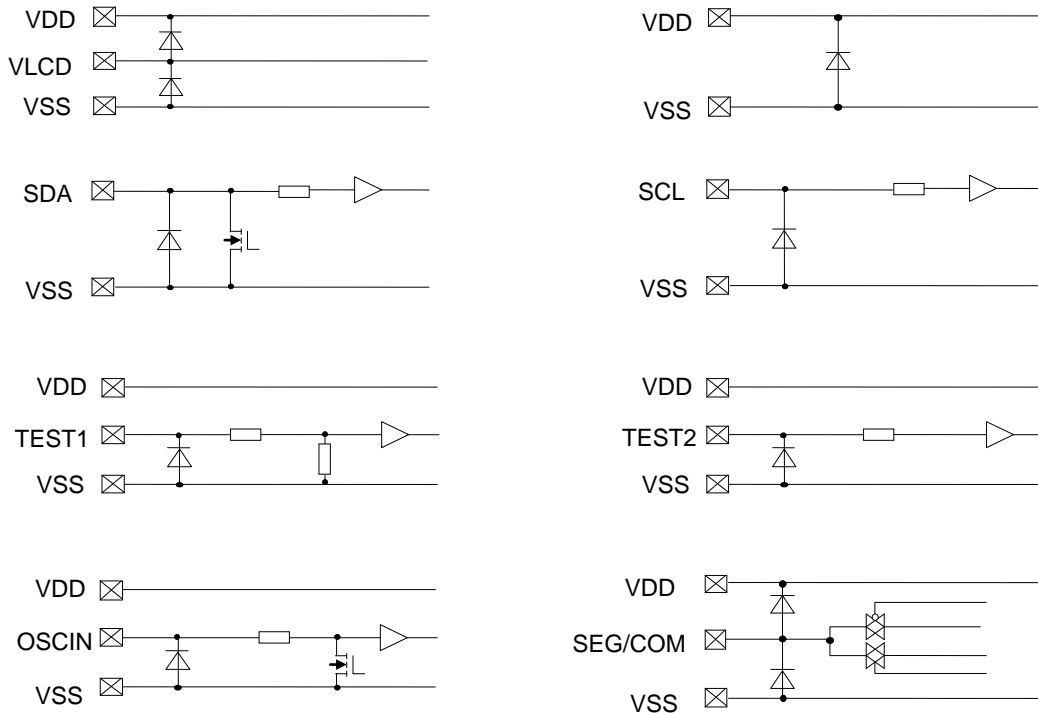 VDD
VLCD
VSS
VDD
VSS
SDA
VSS
SCL
VSS
VDD
TEST1
VSS
VDD
TEST2
VSS
VDD
OSCIN
VSS
VDD
SEG/COM
VSS